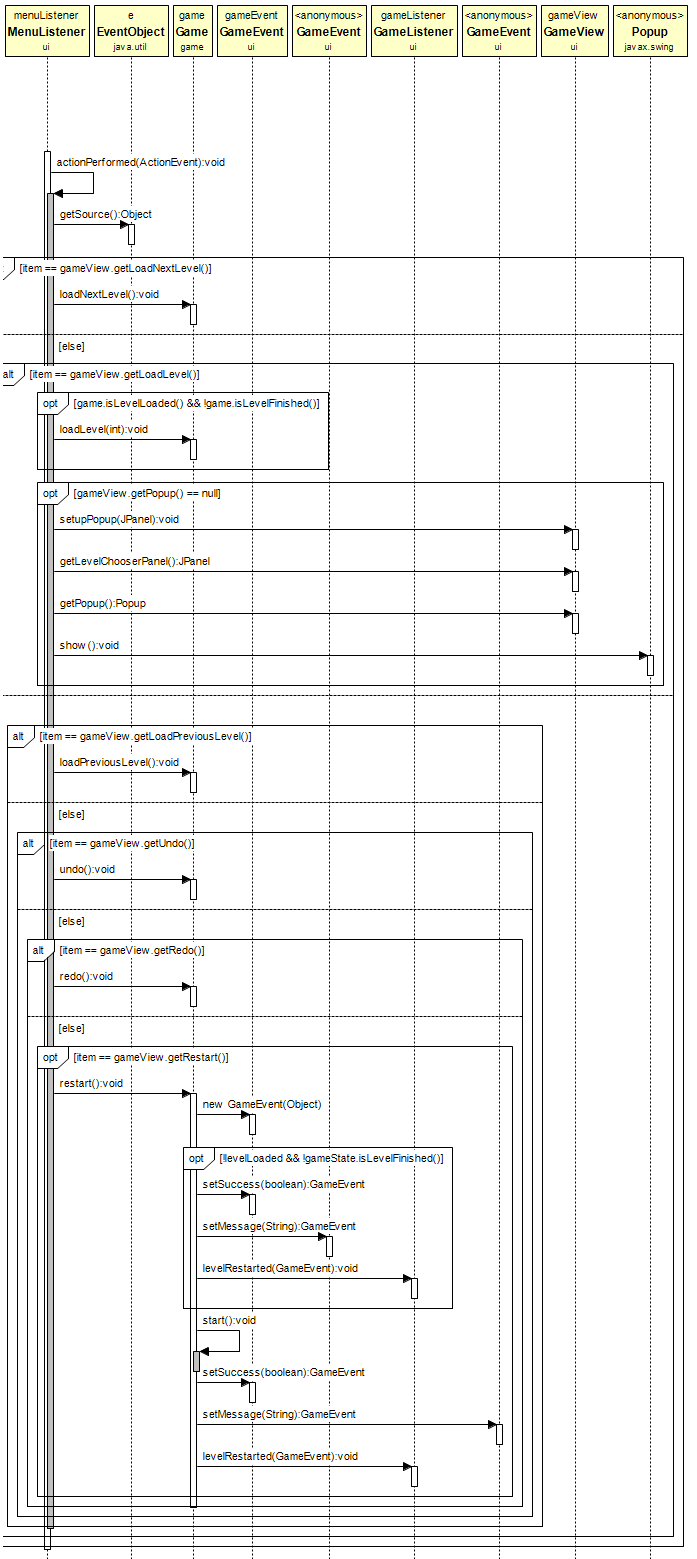 menuListener e game gameEvent <anonymous> gameListener <anonymous> gameView <anonymous>
MenuListener EventObject Game GameEvent GameEvent GameListener GameEvent GameView Popup
ui java.util game ui ui ui ui ui javax.swing
actionPerformed(ActionEvent):void
getSource():Object
[item == gameView.getLoadNextLevel()]
loadNextLevel():void
[else]
alt [item == gameView.getLoadLevel()]
opt [game.isLevelLoaded() && !game.isLevelFinished()]
loadLevel(int):void
opt [gameView.getPopup() == null]
setupPopup(JPanel):void
getLevelChooserPanel():JPanel
getPopup():Popup
show():void
alt [item == gameView.getLoadPreviousLevel()]
loadPreviousLevel():void
[else]
alt [item == gameView.getUndo()]
undo():void
[else]
alt [item == gameView.getRedo()]
redo():void
[else]
opt [item == gameView.getRestart()]
restart():void
new GameEvent(Object)
opt [!levelLoaded && !gameState.isLevelFinished()]
setSuccess(boolean):GameEvent
setMessage(String):GameEvent
levelRestarted(GameEvent):void
start():void
setSuccess(boolean):GameEvent
setMessage(String):GameEvent
levelRestarted(GameEvent):void